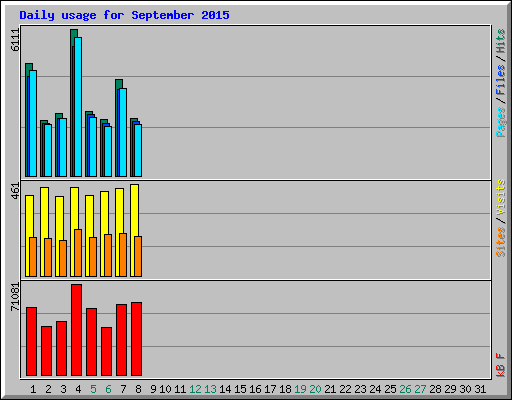 Daily usage for September 2015
6111
Pages/Files/Hits
461
Sites/Visits
71081
kB F
1 2 3 4 5 6 7 8 9 10 11 12 13 14 15 16 17 18 19 20 21 22 23 24 25 26 27 28 29 30 31